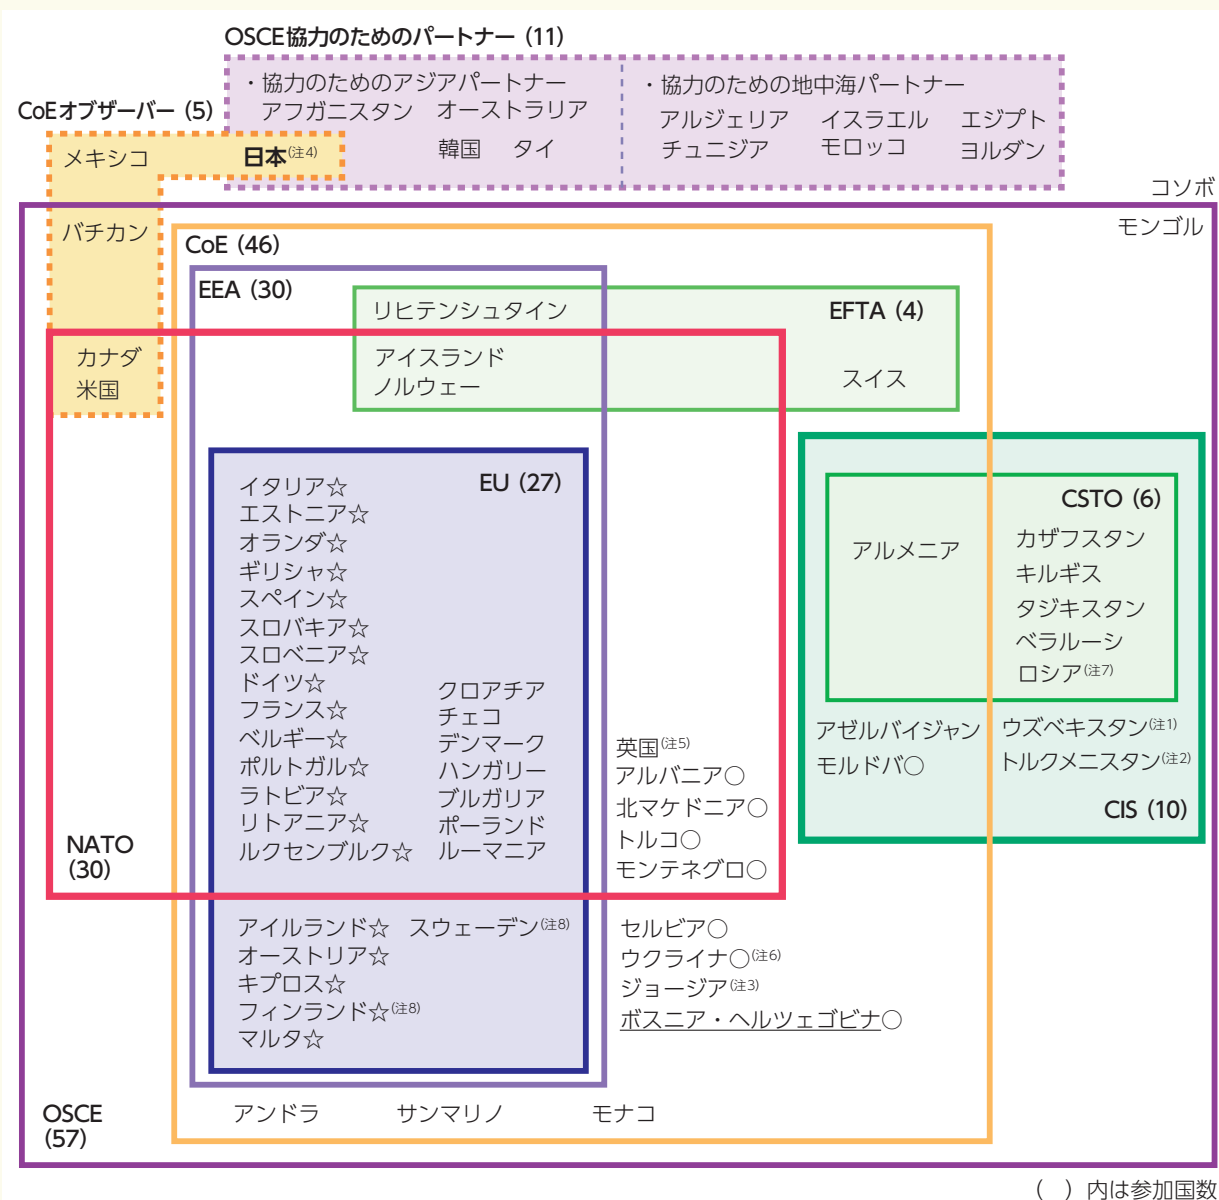 OSCE協力のためのパートナー (11)
・協力のためのアジアパートナー
アフガニスタン オーストラリア
韓国 タイ
・協力のための地中海パートナー
アルジェリア イスラエル エジプト
チュニジア モロッコ ヨルダン
CoEオブザーバー (5)
メキシコ 日本(注4)
バチカン
カナダ
米国
コソボ
モンゴル
CoE (46)
EEA (30)
リヒテンシュタイン
EFTA (4)
アイスランド
ノルウェー
スイス
EU (27)
イタリア☆
エストニア☆
オランダ☆
ギリシャ☆
スペイン☆
スロバキア☆
スロベニア☆
ドイツ☆
フランス☆
ベルギー☆
ポルトガル☆
ラトビア☆
リトアニア☆
ルクセンブルク☆
クロアチア
チェコ
デンマーク
ハンガリー
ブルガリア
ポーランド
ルーマニア
英国(注5)
アルバニア○
北マケドニア○
トルコ○
モンテネグロ○
NATO
(30)
CSTO (6)
アルメニア
カザフスタン
キルギス
タジキスタン
ベラルーシ
ロシア(注7)
アゼルバイジャン
モルドバ○
ウズベキスタン(注1)
トルクメニスタン(注2)
CIS (10)
アイルランド☆ スウェーデン(注8)
オーストリア☆
キプロス☆
フィンランド☆(注8)
マルタ☆
セルビア○
ウクライナ○(注6)
ジョージア(注3)
ボスニア・ヘルツェゴビナ○
アンドラ サンマリノ モナコ
OSCE
(57)
( )内は参加国数